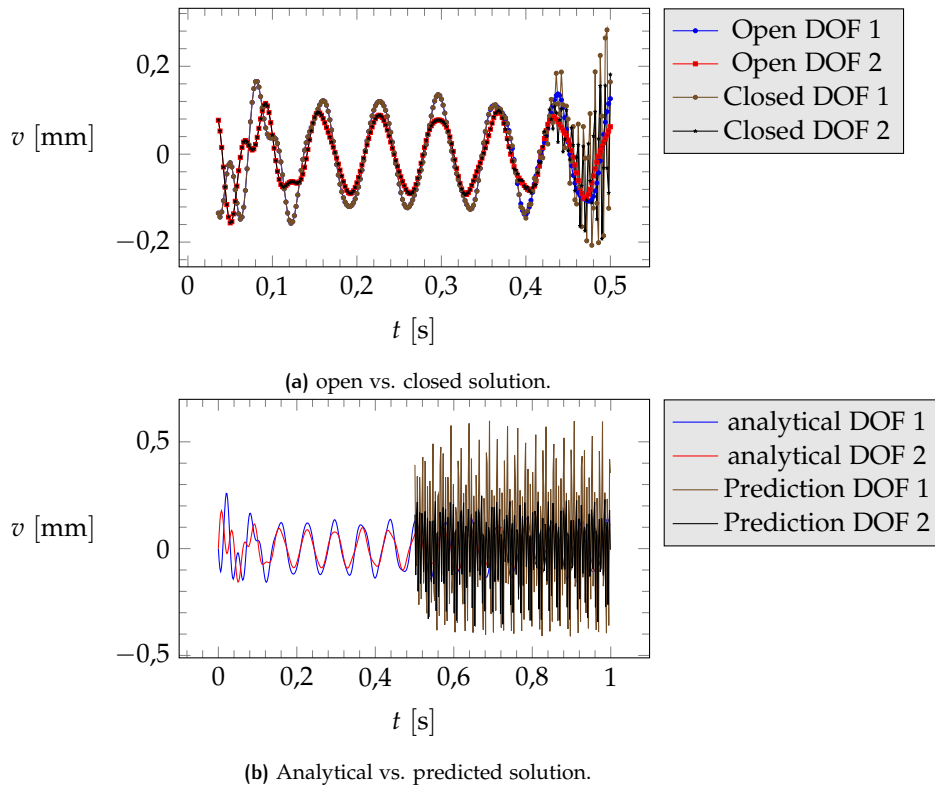 0,2
0
−0,2
v [mm]
0 0,1 0,2 0,3 0,4 0,5
t [s]
Open DOF 1
Open DOF 2
Closed DOF 1
Closed DOF 2
(a) open vs. closed solution.
0,5
0
−0,5
v [mm]
0 0,2 0,4 0,6 0,8 1
t [s]
analytical DOF 1
analytical DOF 2
Prediction DOF 1
Prediction DOF 2
(b) Analytical vs. predicted solution.